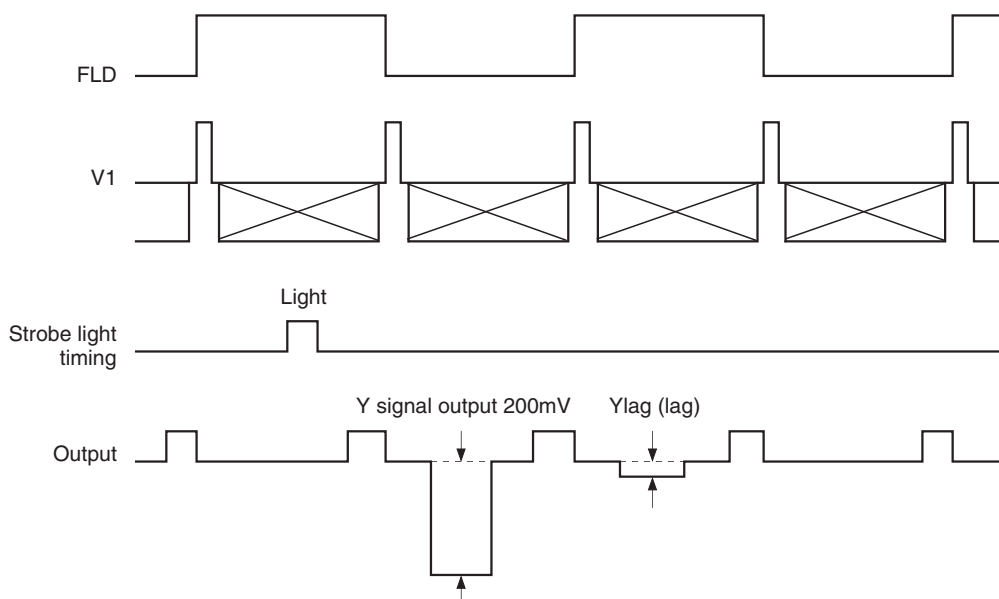 FLD
V1
Light
Strobe light
timing
Y signal output 200mV
Ylag (lag)
Output